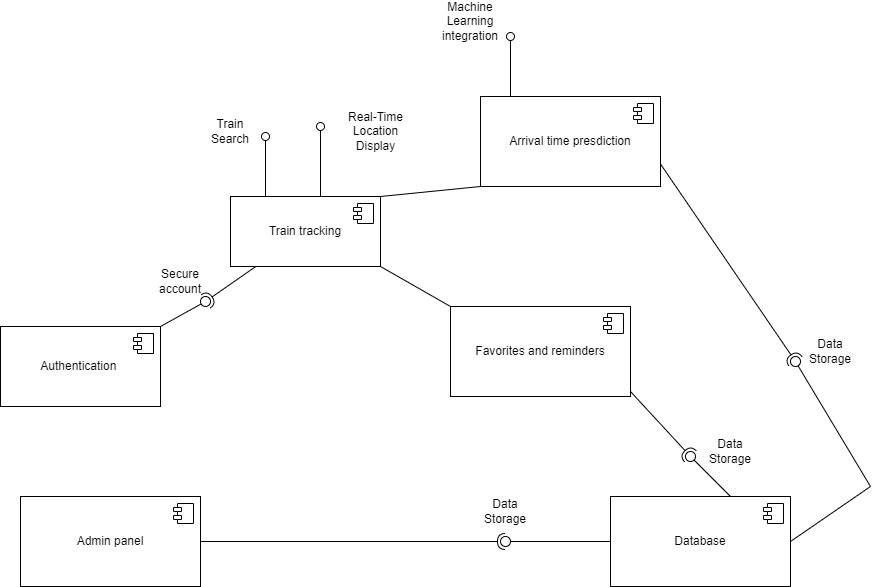 Machine
Learning
integration
Train
Search
Real-Time
Location
Display
Arrival time presdiction
Train tracking
Secure
account
Authentication
Favorites and reminders
Data
Storage
Data
Storage
Data
Storage
Admin panel
Database